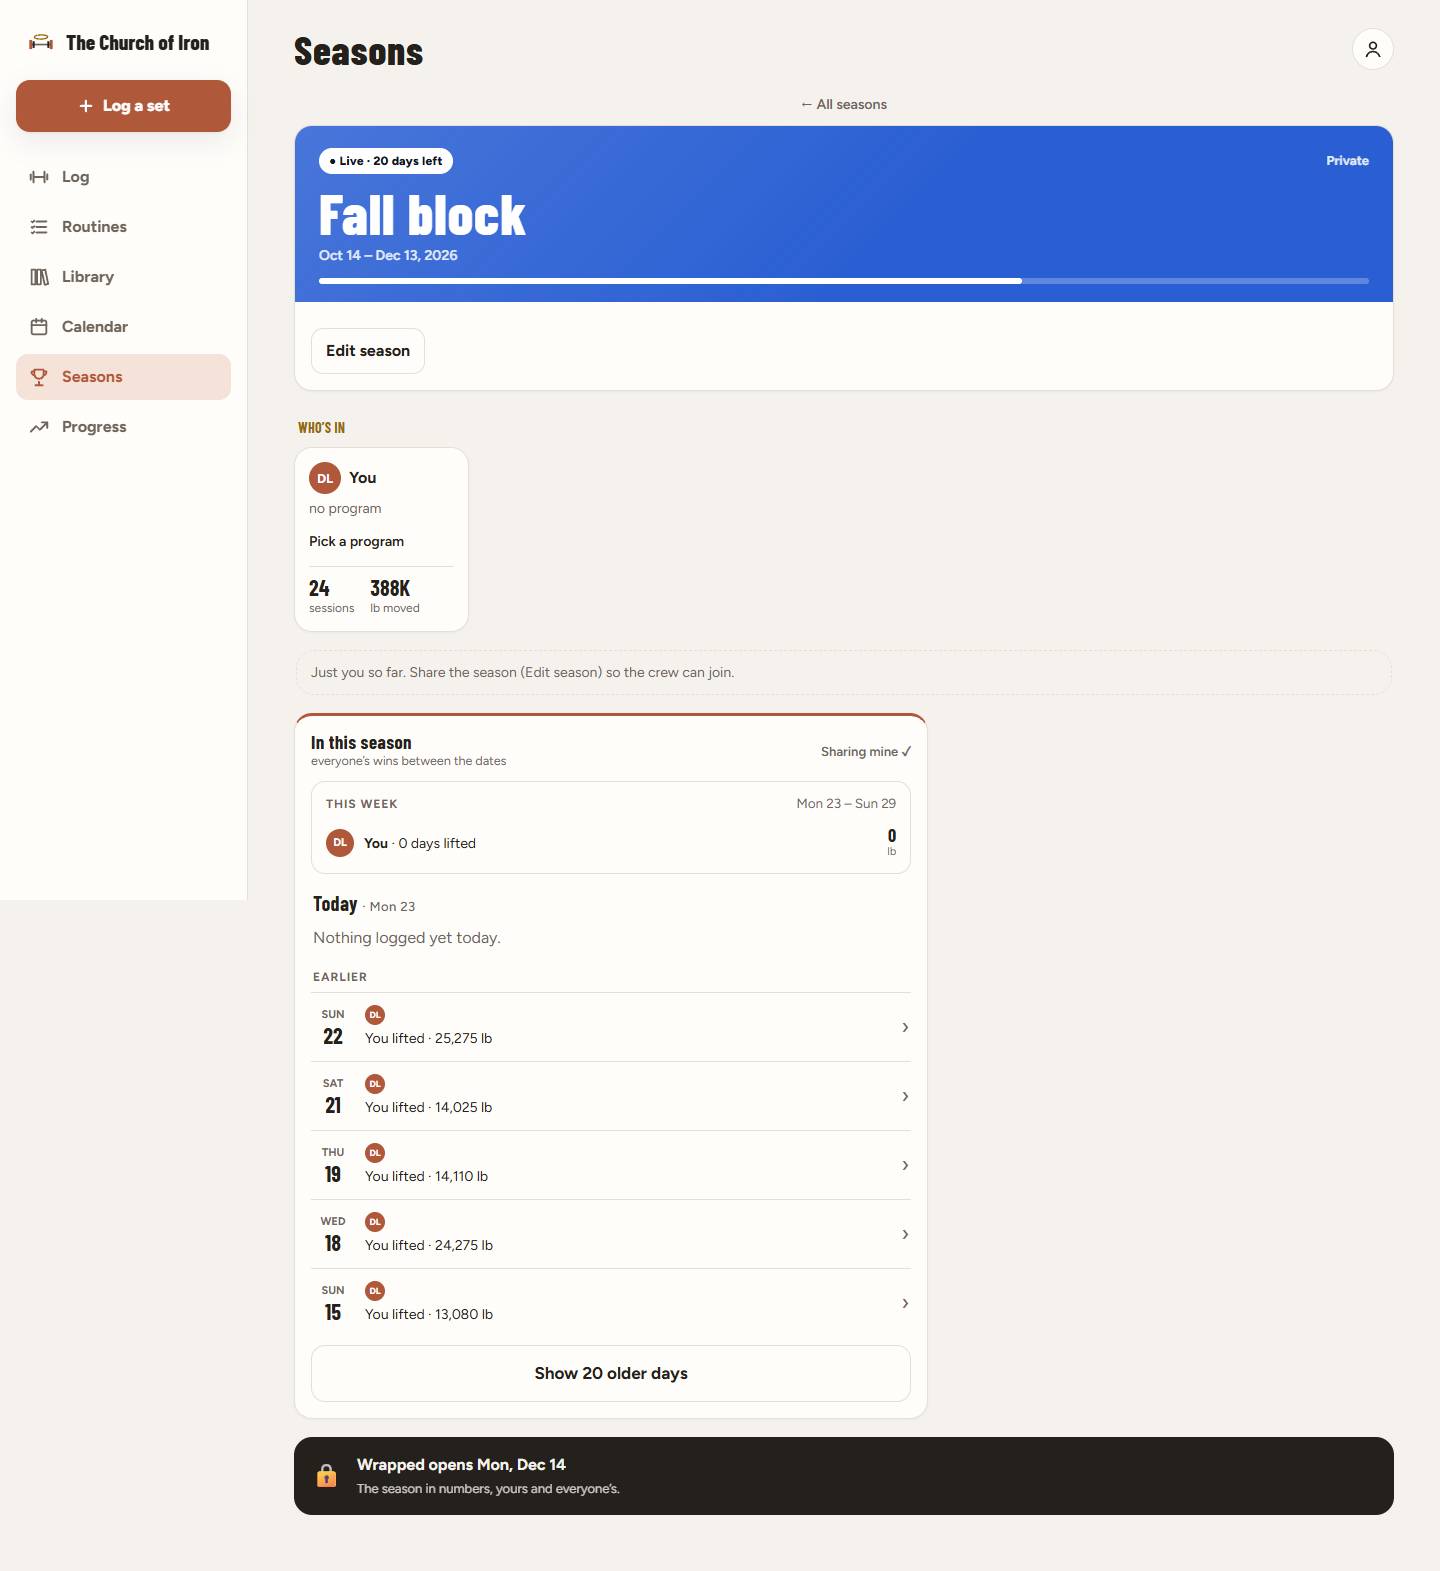 The Church of Iron
+ Log a set
Log
Routines
Library
Calendar
Seasons
Progress
Seasons
← All seasons
• Live · 20 days left
Private
Fall block
Oct 14 – Dec 13, 2026
Edit season
WHO'S IN
DL You
no program
Pick a program
24 388K
sessions lb moved
Just you so far. Share the season (Edit season) so the crew can join.
In this season
everyone's wins between the dates
Sharing mine ✓
THIS WEEK Mon 23 – Sun 29
DL You · 0 days lifted 0
lb
Today · Mon 23
Nothing logged yet today.
EARLIER
SUN DL
22 You lifted · 25,275 lb ›
SAT DL
21 You lifted · 14,025 lb ›
THU DL
19 You lifted · 14,110 lb ›
WED DL
18 You lifted · 24,275 lb ›
SUN DL
15 You lifted · 13,080 lb ›
Show 20 older days
Wrapped opens Mon, Dec 14
The season in numbers, yours and everyone's.